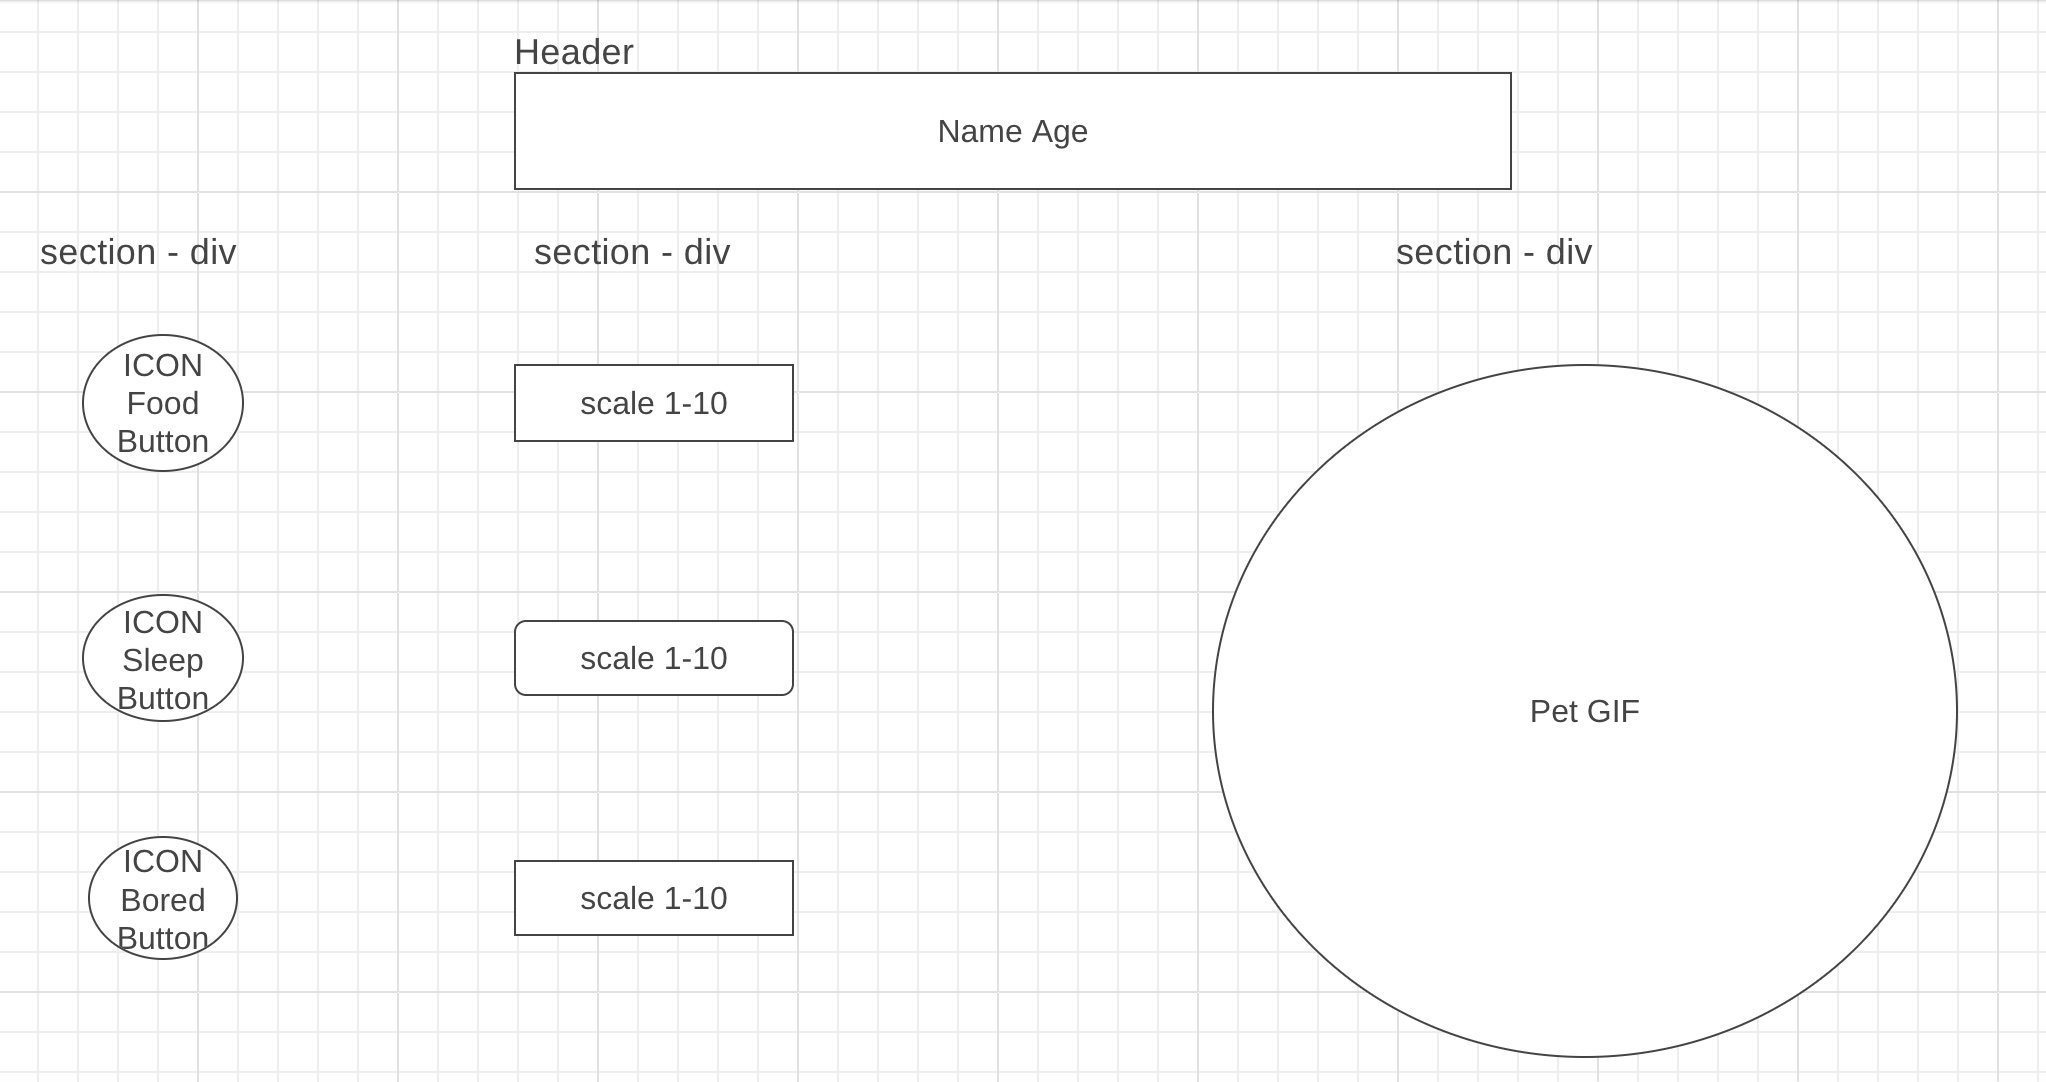 Header
Name Age
section - div
section - div
section - div
ICON
Food
Button
scale 1-10
ICON
Sleep
Button
scale 1-10
Pet GIF
ICON
Bored
Button
scale 1-10